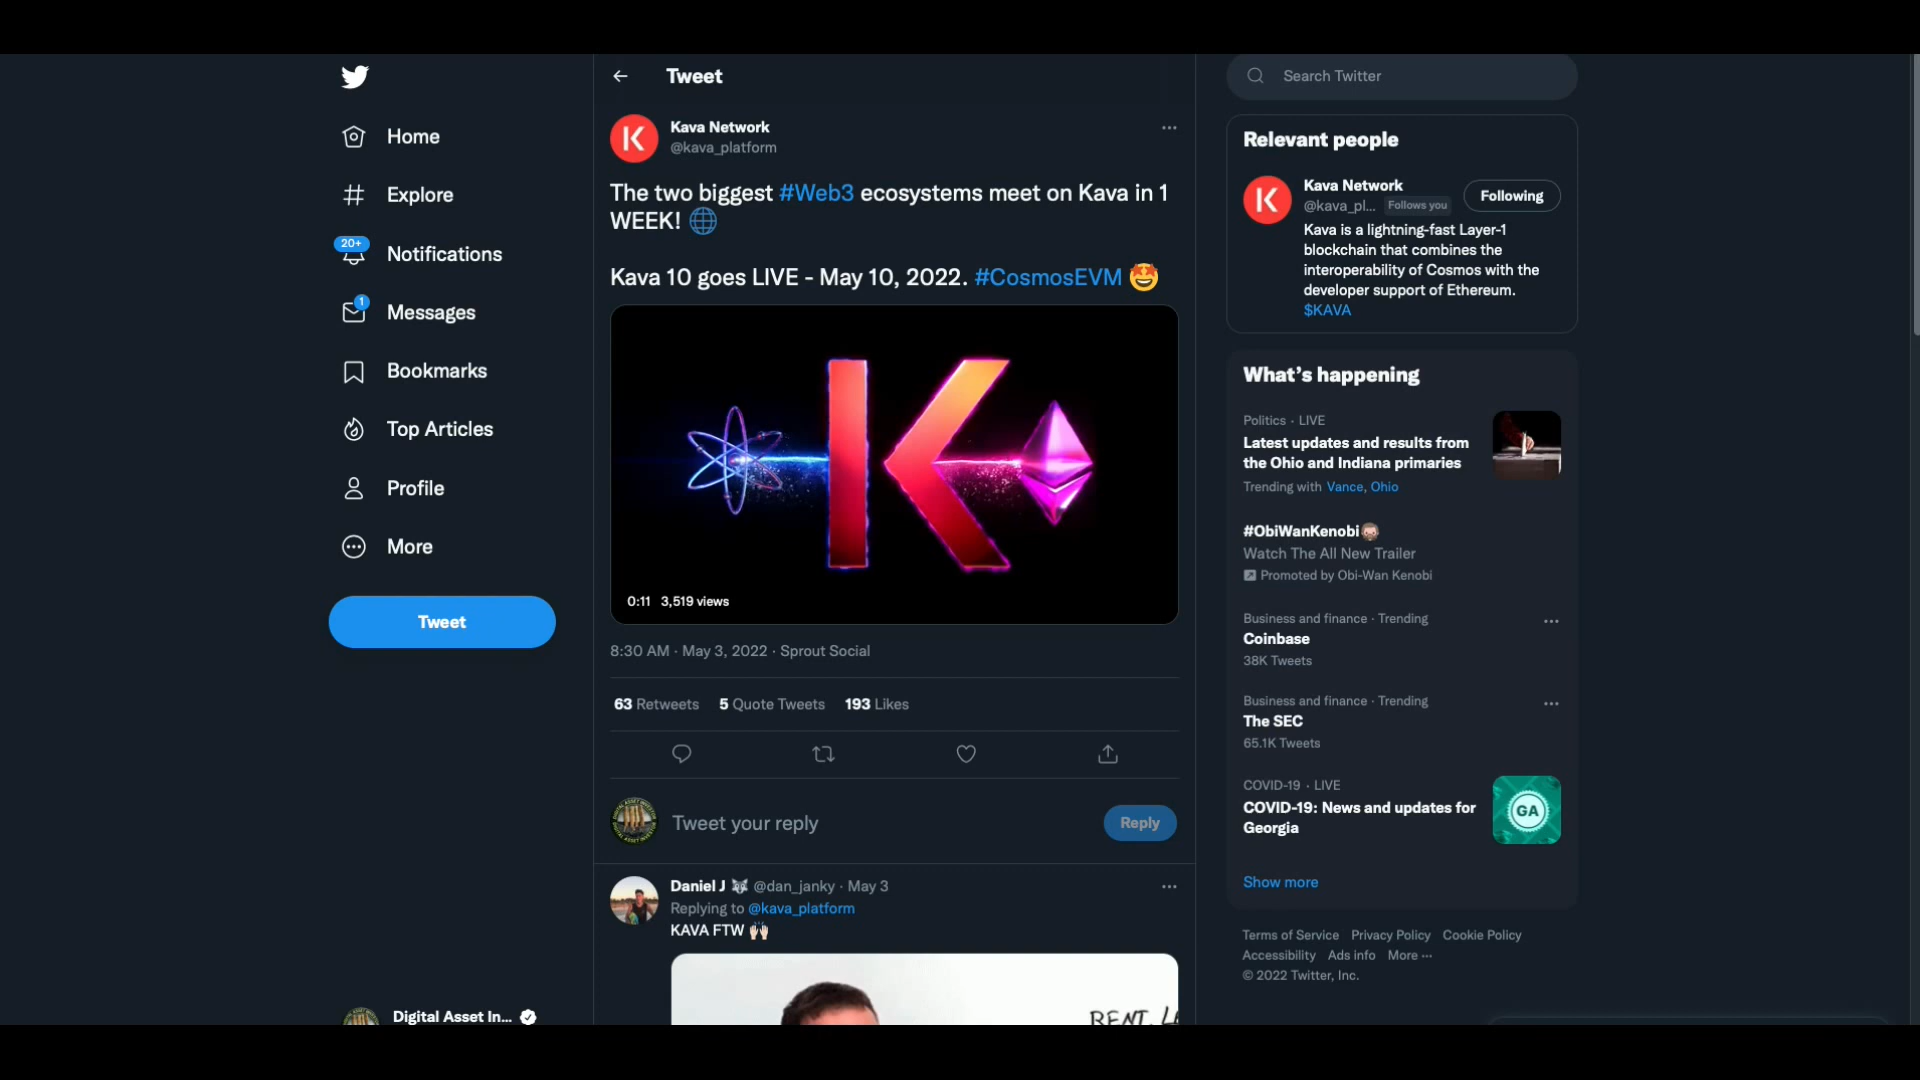 Home
Explore
20+
Notifications
1
Messages
Bookmarks
Top Articles
Profile
More
Tweet
Digital Asset In...
Tweet
Kava Network
@kava_platform
The two biggest #Web3 ecosystems meet on Kava in 1
WEEK! 🌐
Kava 10 goes LIVE - May 10, 2022. #CosmosEVM 🤩
K
0:11 3,519 views
8:30 AM · May 3, 2022 · Sprout Social
63 Retweets 5 Quote Tweets 193 Likes
Tweet your reply
Reply
Daniel J 🐺 @dan_janky · May 3
Replying to @kava_platform
KAVA FTW 🙌🏻
Search Twitter
Relevant people
Kava Network
@kava_pl... Follows you
Following
Kava is a lightning-fast Layer-1
blockchain that combines the
interoperability of Cosmos with the
developer support of Ethereum.
$KAVA
What's happening
Politics · LIVE
Latest updates and results from
the Ohio and Indiana primaries
Trending with Vance, Ohio
#ObiWanKenobi
Watch The All New Trailer
Promoted by Obi-Wan Kenobi
Business and finance · Trending
Coinbase
38K Tweets
Business and finance · Trending
The SEC
65.1K Tweets
COVID-19 · LIVE
COVID-19: News and updates for
Georgia
GA
Show more
Terms of Service Privacy Policy Cookie Policy
Accessibility Ads info More ...
© 2022 Twitter, Inc.